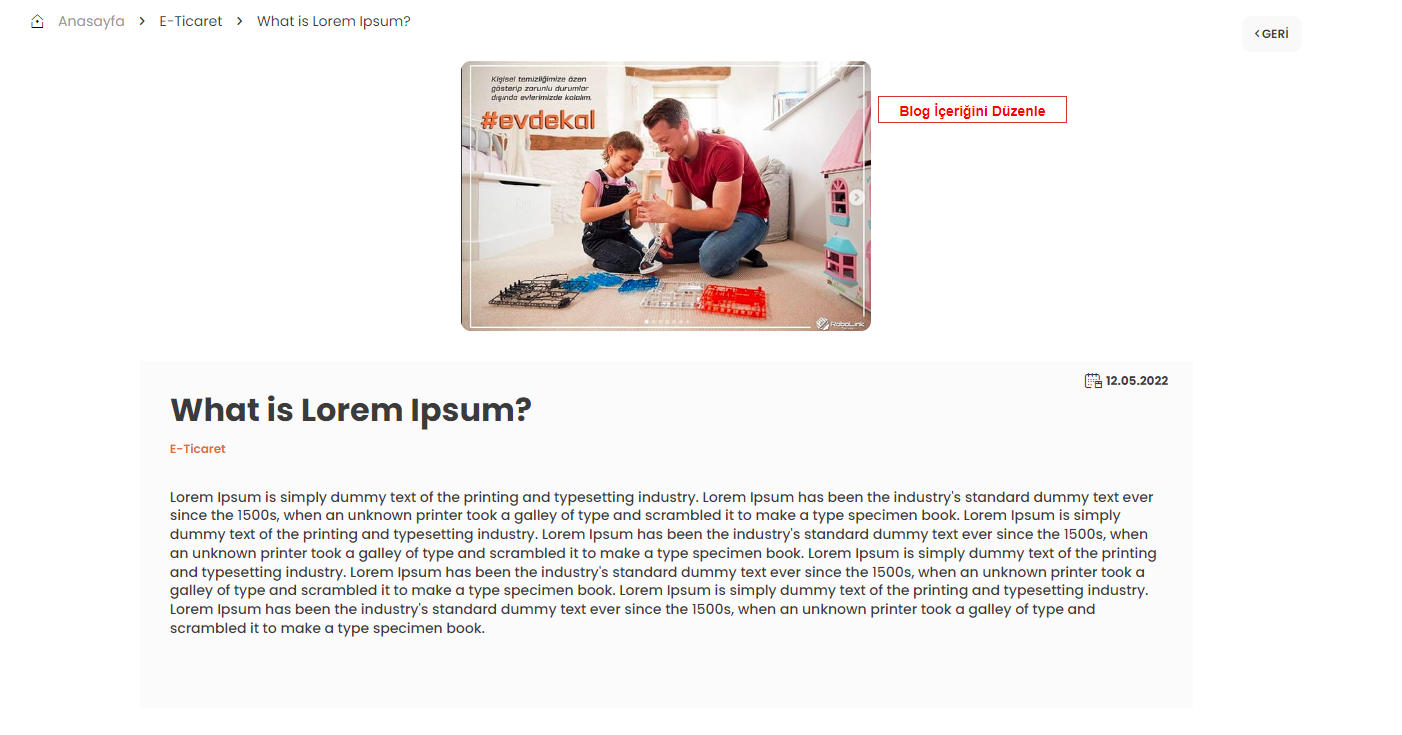 Anasayfa > E-Ticaret > What is Lorem Ipsum?
< GERİ
Kişisel temizliğimize özen
gösterip zorunlu durumlar
dışında evlerimizde kalalım.
#evdekal
RoboLink
Blog İçeriğini Düzenle
12.05.2022
What is Lorem Ipsum?
E-Ticaret
Lorem Ipsum is simply dummy text of the printing and typesetting industry. Lorem Ipsum has been the industry's standard dummy text ever
since the 1500s, when an unknown printer took a galley of type and scrambled it to make a type specimen book. Lorem Ipsum is simply
dummy text of the printing and typesetting industry. Lorem Ipsum has been the industry's standard dummy text ever since the 1500s, when
an unknown printer took a galley of type and scrambled it to make a type specimen book. Lorem Ipsum is simply dummy text of the printing
and typesetting industry. Lorem Ipsum has been the industry's standard dummy text ever since the 1500s, when an unknown printer took a
galley of type and scrambled it to make a type specimen book. Lorem Ipsum is simply dummy text of the printing and typesetting industry.
Lorem Ipsum has been the industry's standard dummy text ever since the 1500s, when an unknown printer took a galley of type and
scrambled it to make a type specimen book.